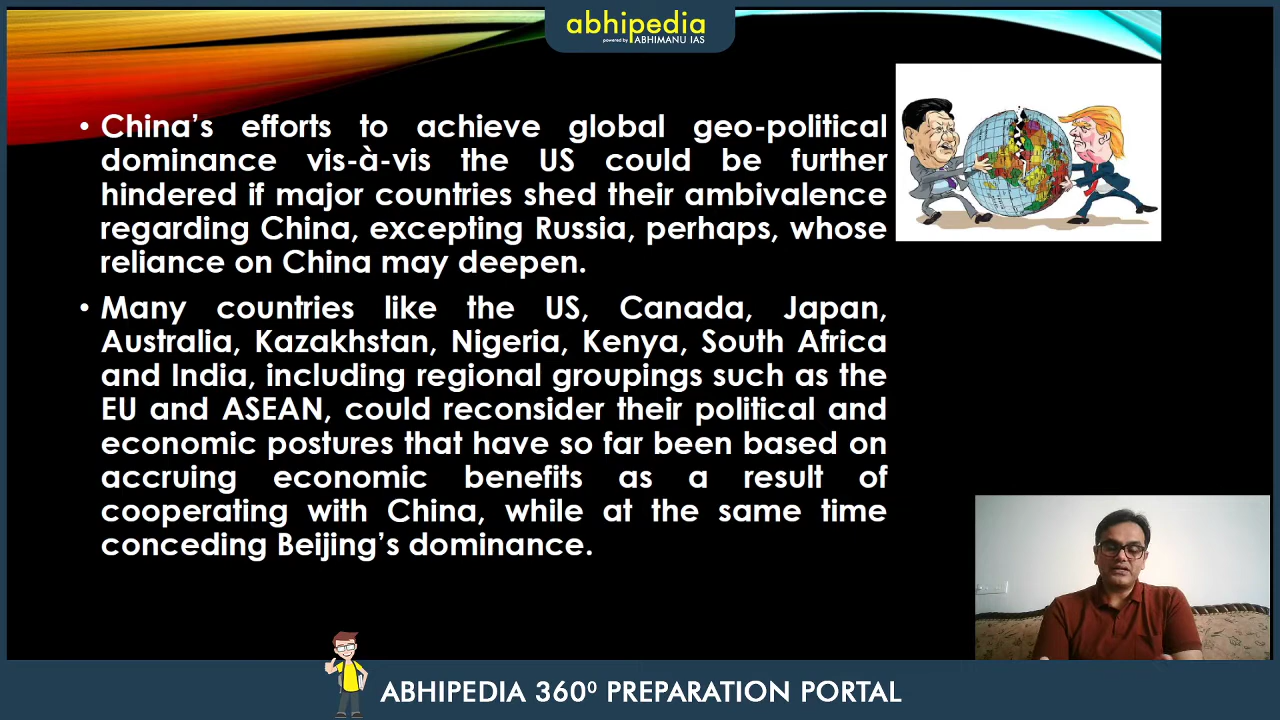 abhipedia
powered by ABHIMANU IAS
• China’s efforts to achieve global geo-political
dominance vis-à-vis the US could be further
hindered if major countries shed their ambivalence
regarding China, excepting Russia, perhaps, whose
reliance on China may deepen.
• Many countries like the US, Canada, Japan,
Australia, Kazakhstan, Nigeria, Kenya, South Africa
and India, including regional groupings such as the
EU and ASEAN, could reconsider their political and
economic postures that have so far been based on
accruing economic benefits as a result of
cooperating with China, while at the same time
conceding Beijing’s dominance.
ABHIPEDIA 360⁰ PREPARATION PORTAL